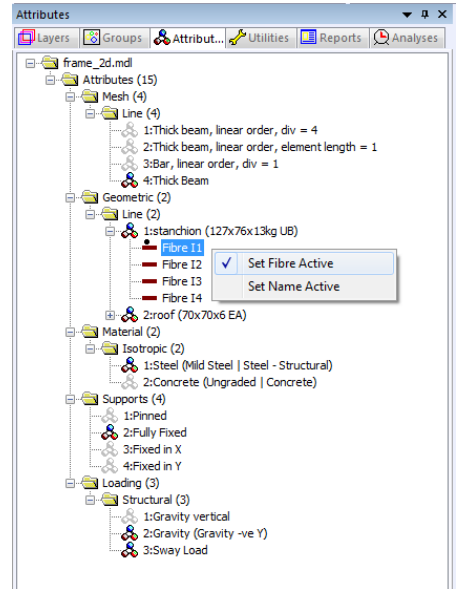 Attributes
Layers Groups Attribut... Utilities Reports Analyses
frame_2d.mdl
Attributes (15)
Mesh (4)
Line (4)
1:Thick beam, linear order, div = 4
2:Thick beam, linear order, element length = 1
3:Bar, linear order, div = 1
4:Thick Beam
Geometric (2)
Line (2)
1:stanchion (127x76x13kg UB)
Fibre I1
Fibre I2
Fibre I3
Fibre I4
Set Fibre Active
Set Name Active
2:roof (70x70x6 EA)
Material (2)
Isotropic (2)
1:Steel (Mild Steel | Steel - Structural)
2:Concrete (Ungraded | Concrete)
Supports (4)
1:Pinned
2:Fully Fixed
3:Fixed in X
4:Fixed in Y
Loading (3)
Structural (3)
1:Gravity vertical
2:Gravity (Gravity -ve Y)
3:Sway Load